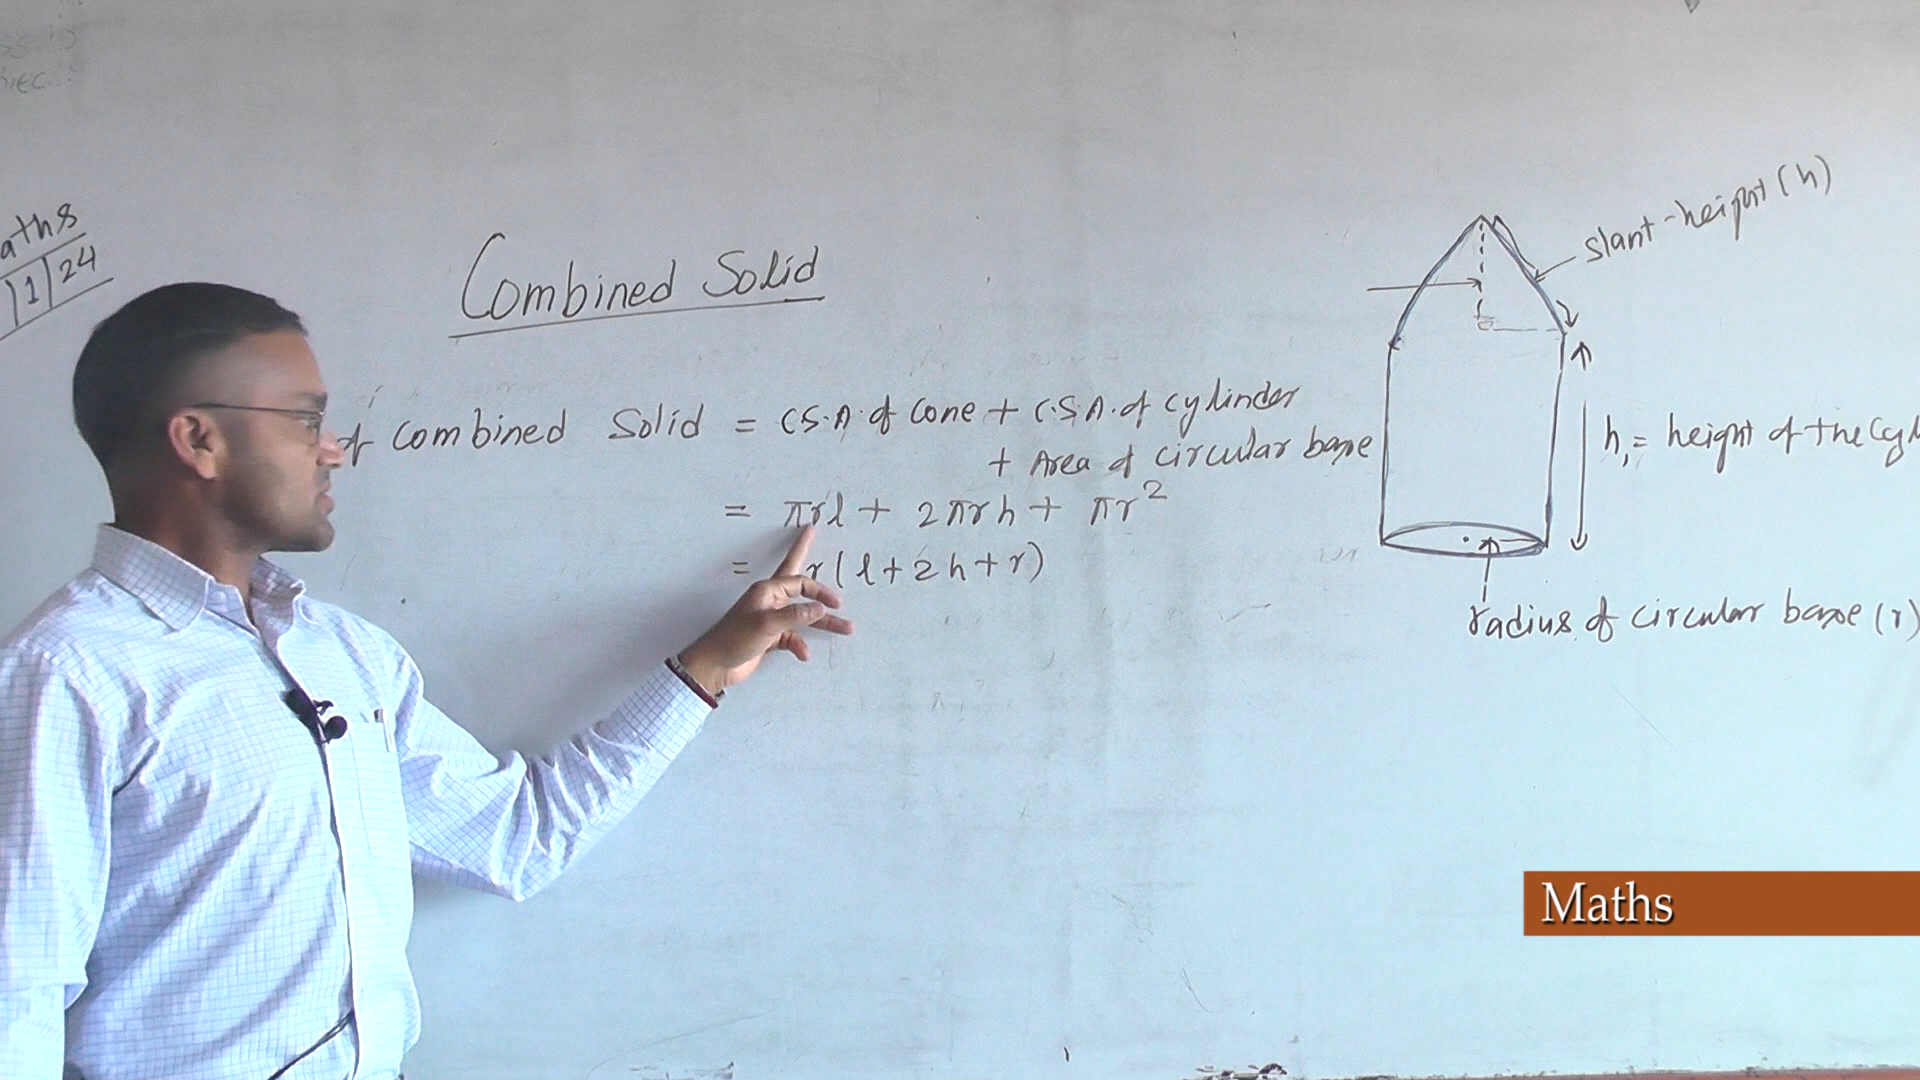 aths
1/24
Combined Solid
of combined Solid = C.S.A. of Cone + C.S.A. of cylinder
+ Area of circular base
= πrl + 2πrh + πr²
= r(l+2h+r)
slant-height (h)
h₁ = height of the Cyl
radius of circular base (r)
Maths